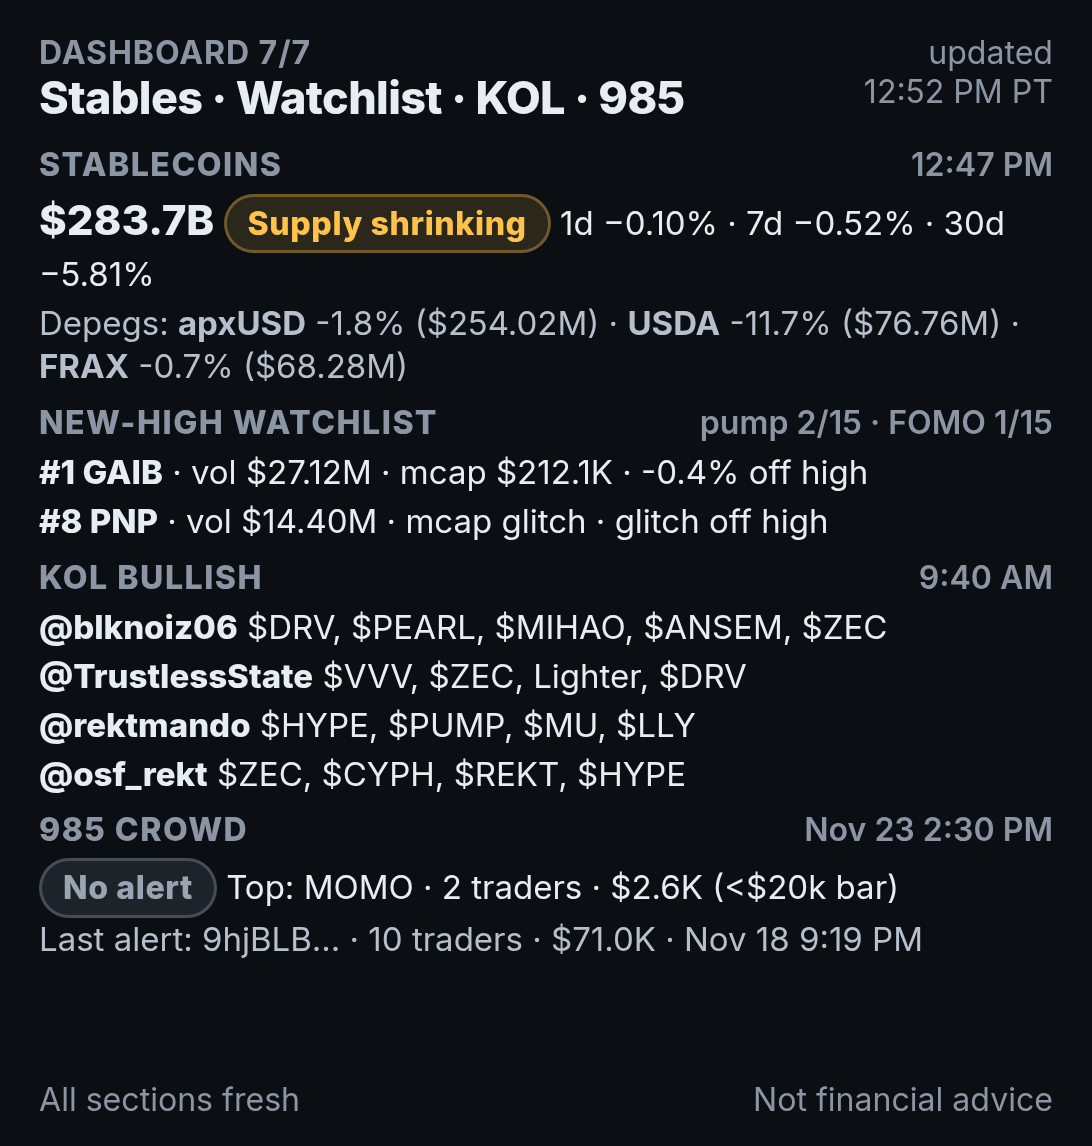 DASHBOARD 7/7
updated
Stables · Watchlist · KOL · 985
12:52 PM PT
STABLECOINS
12:47 PM
$283.7B Supply shrinking 1d −0.10% · 7d −0.52% · 30d
−5.81%
Depegs: apxUSD -1.8% ($254.02M) · USDA -11.7% ($76.76M) ·
FRAX -0.7% ($68.28M)
NEW-HIGH WATCHLIST
pump 2/15 · FOMO 1/15
#1 GAIB · vol $27.12M · mcap $212.1K · -0.4% off high
#8 PNP · vol $14.40M · mcap glitch · glitch off high
KOL BULLISH
9:40 AM
@blknoiz06 $DRV, $PEARL, $MIHAO, $ANSEM, $ZEC
@TrustlessState $VVV, $ZEC, Lighter, $DRV
@rektmando $HYPE, $PUMP, $MU, $LLY
@osf_rekt $ZEC, $CYPH, $REKT, $HYPE
985 CROWD
Nov 23 2:30 PM
No alert Top: MOMO · 2 traders · $2.6K (<$20k bar)
Last alert: 9hjBLB… · 10 traders · $71.0K · Nov 18 9:19 PM
All sections fresh
Not financial advice